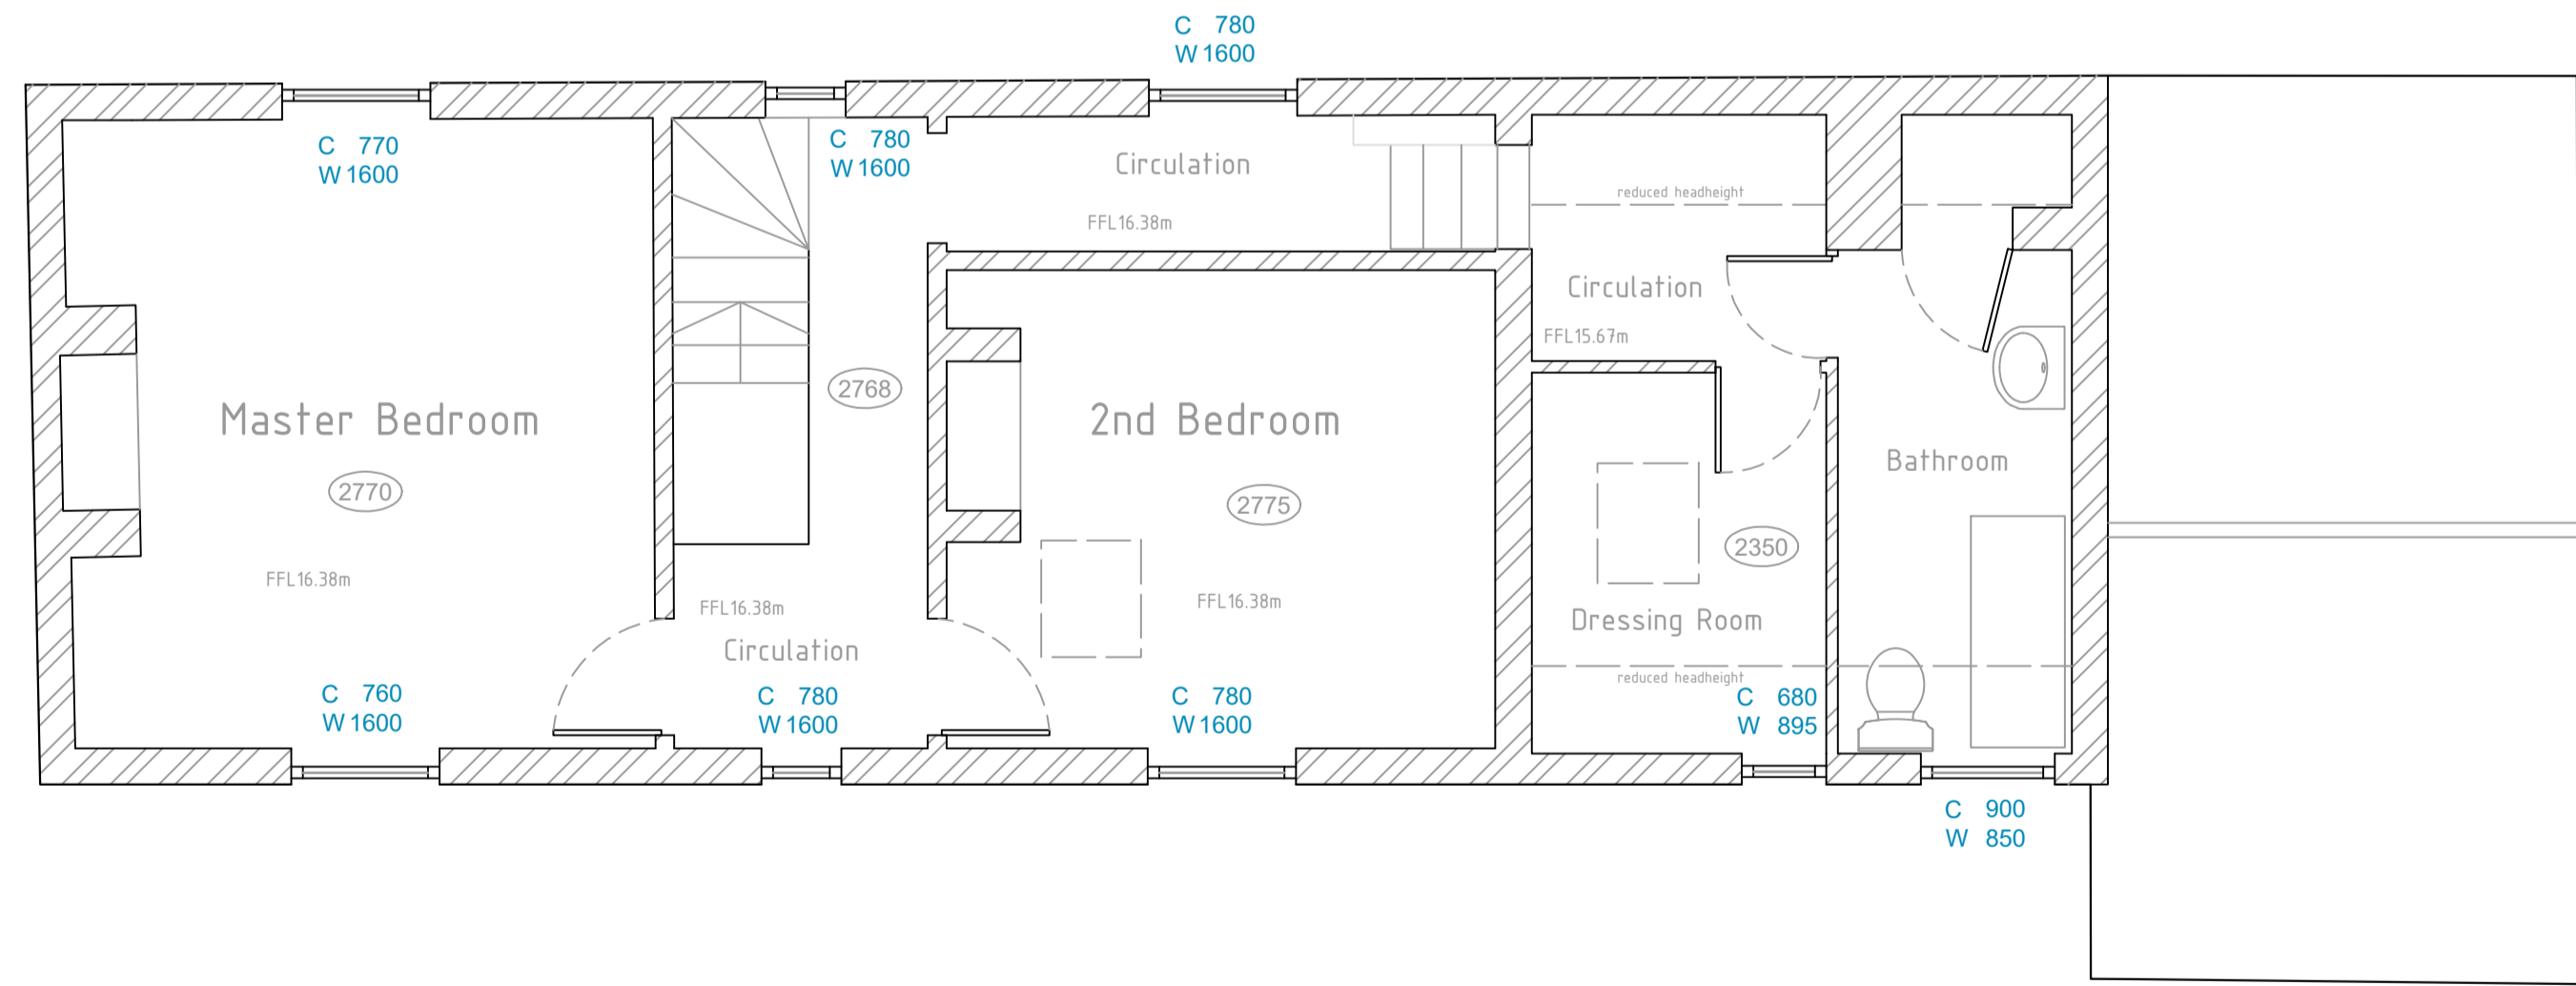 C 780
W 1600
C 770
W 1600
C 780
W 1600
Circulation
FFL16.38m
reduced headheight
Circulation
FFL15.67m
2768
Master Bedroom
2770
FFL16.38m
2nd Bedroom
2775
FFL16.38m
Bathroom
2350
Dressing Room
reduced headheight
FFL16.38m
Circulation
C 760
W 1600
C 780
W 1600
C 780
W 1600
C 680
W 895
C 900
W 850